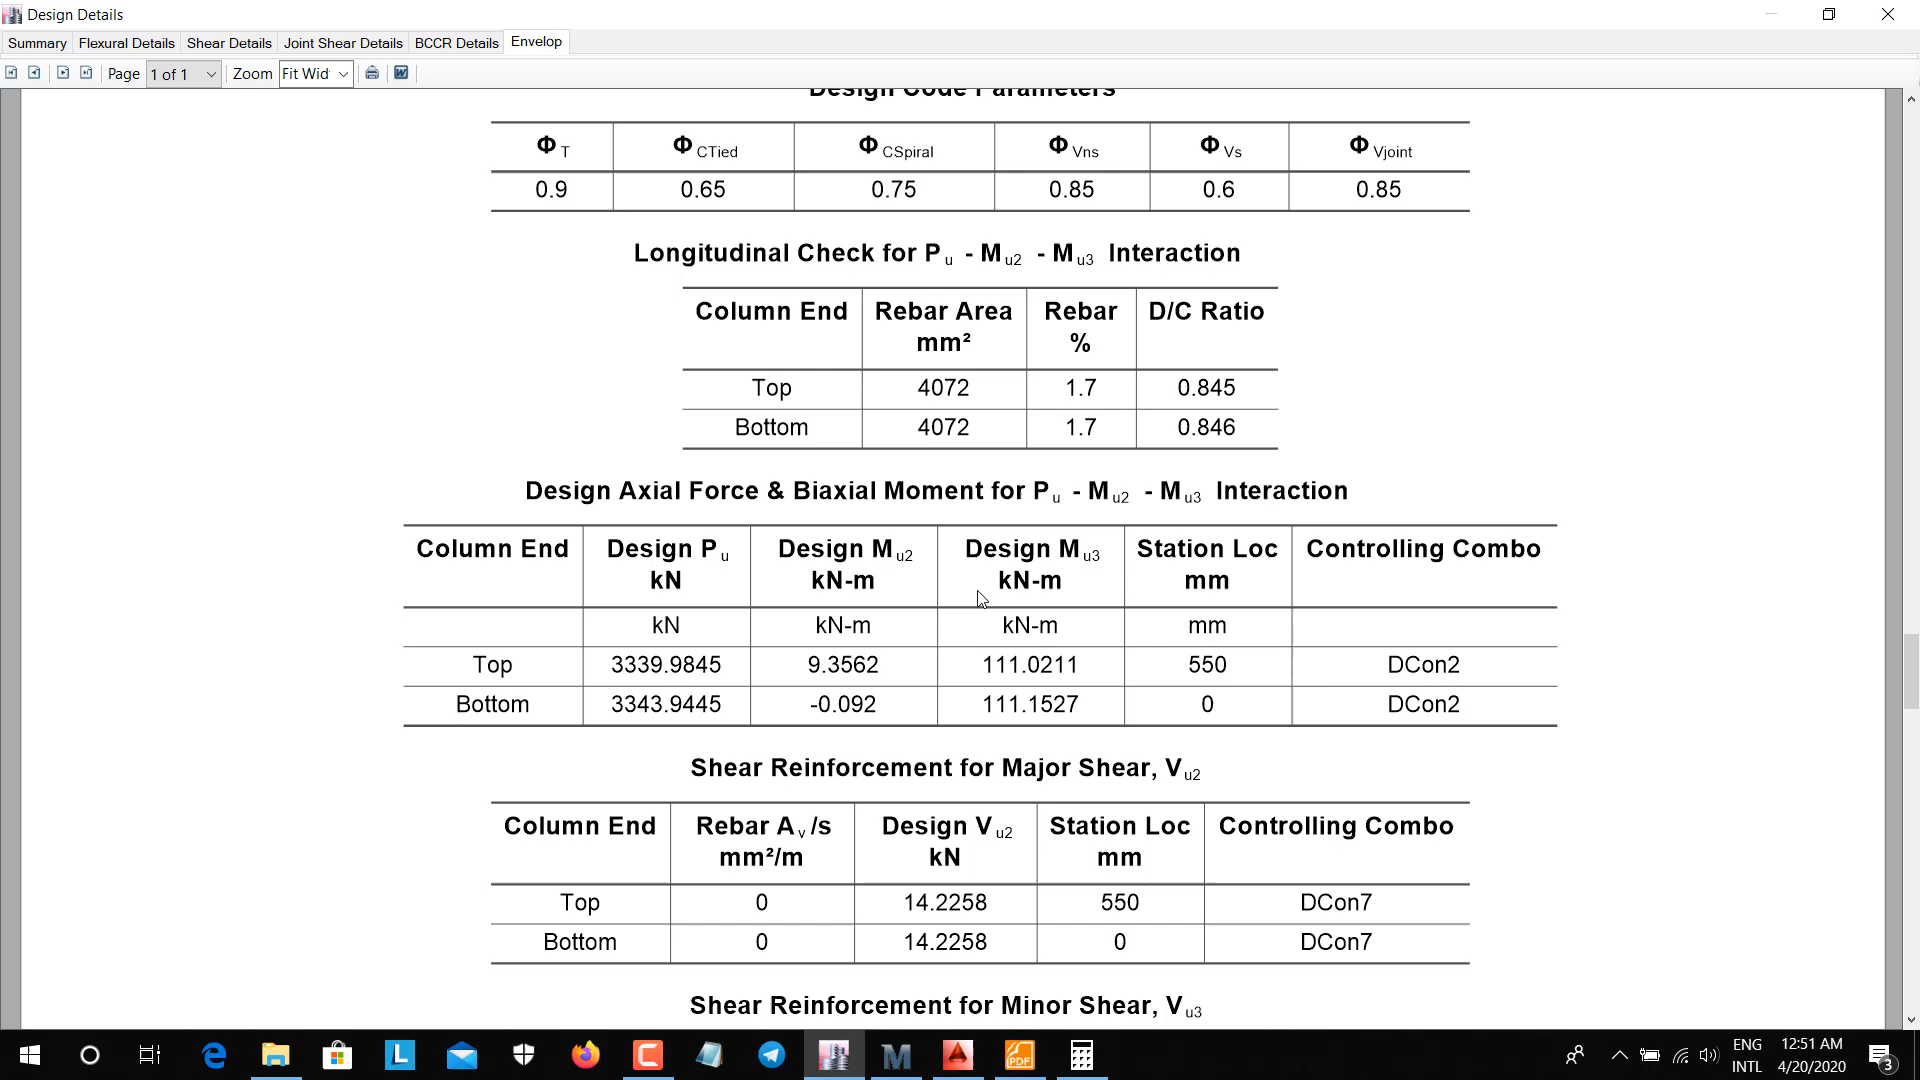 Design Details
Summary Flexural Details Shear Details Joint Shear Details BCCR Details Envelop
Page 1 of 1 Zoom Fit Wid
Design Code Parameters
Φ T Φ CTied Φ CSpiral Φ Vns Φ Vs Φ Vjoint
0.9 0.65 0.75 0.85 0.6 0.85
Longitudinal Check for P u - M u2 - M u3 Interaction
Column End Rebar Area Rebar D/C Ratio
mm² %
Top 4072 1.7 0.845
Bottom 4072 1.7 0.846
Design Axial Force & Biaxial Moment for P u - M u2 - M u3 Interaction
Column End Design P u Design M u2 Design M u3 Station Loc Controlling Combo
kN kN-m kN-m mm
kN kN-m kN-m mm
Top 3339.9845 9.3562 111.0211 550 DCon2
Bottom 3343.9445 -0.092 111.1527 0 DCon2
Shear Reinforcement for Major Shear, V u2
Column End Rebar A v /s Design V u2 Station Loc Controlling Combo
mm²/m kN mm
Top 0 14.2258 550 DCon7
Bottom 0 14.2258 0 DCon7
Shear Reinforcement for Minor Shear, V u3
ENG 12:51 AM
INTL 4/20/2020 3